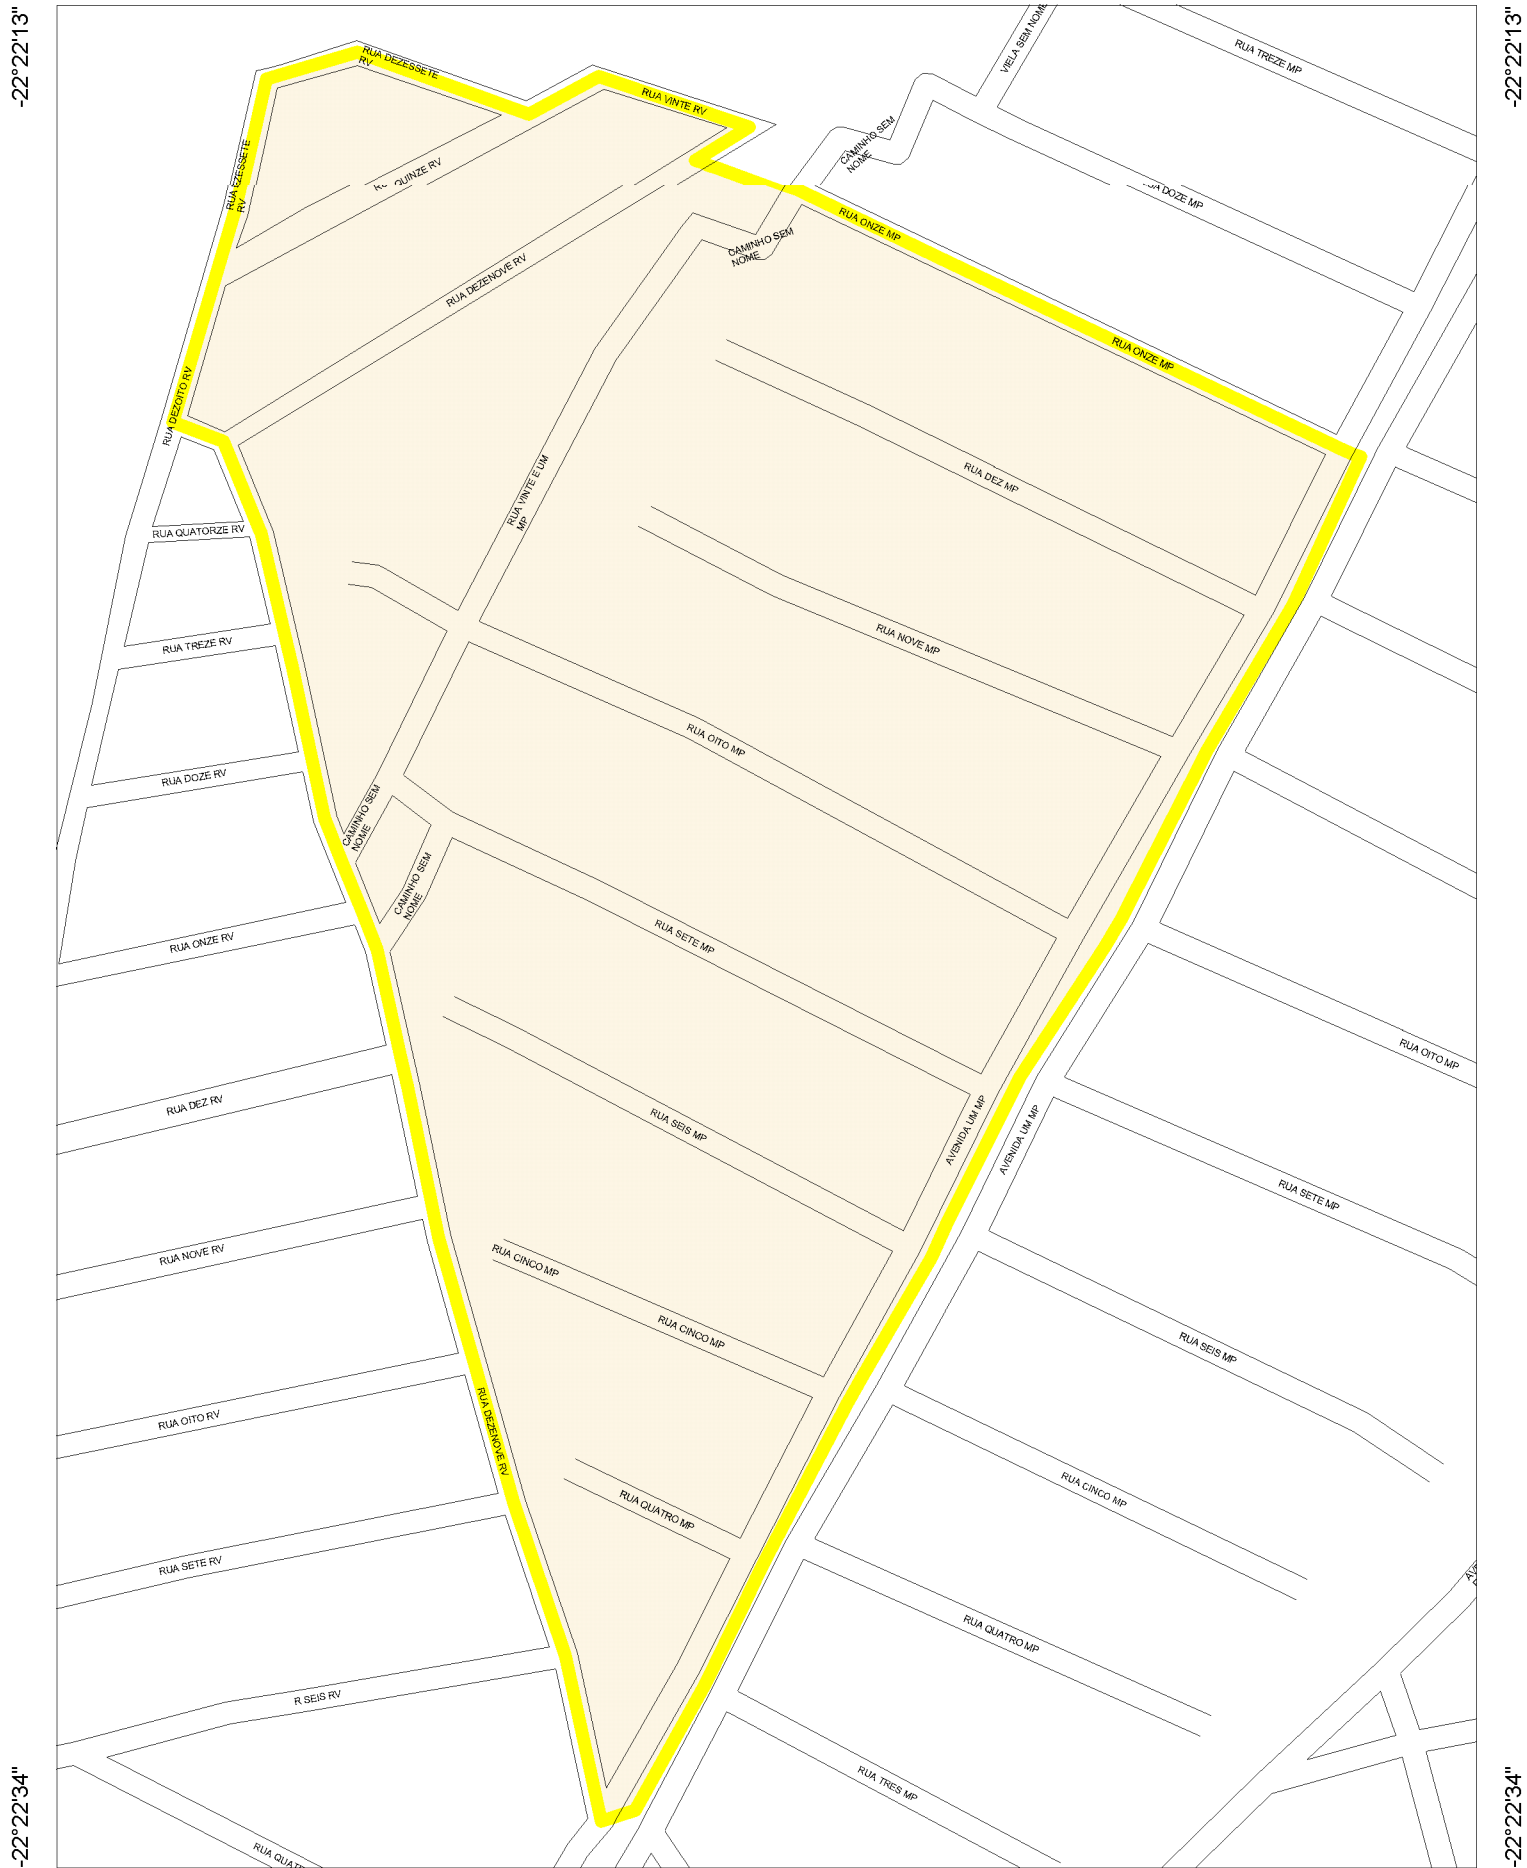 -22°22'13"
-22°22'13"
VIELA SEM NOME
RUA TREZE MP
RUA DEZESSETE
RV
RUA VINTE RV
CAMINHO SEM
NOME
RV
RUA DOZE MP
RUA ONZE MP
CAMINHO SEM
NOME
RUA DEZENOVE RV
RUA ONZE MP
RUA DEZOITO RV
RUA DEZ MP
RUA VINTE E UM
MP
RUA QUATORZE RV
RUA NOVE MP
RUA TREZE RV
RUA OITO MP
RUA DOZE RV
CAMINHO SEM
NOME
CAMINHO SEM
NOME
RUA SETE MP
RUA ONZE RV
RUA OITO MP
RUA DEZ RV
RUA SEIS MP
AVENIDA UM MP
AVENIDA UM MP
RUA SETE MP
RUA NOVE RV
RUA CINCO MP
RUA CINCO MP
RUA SEIS MP
RUA OITO RV
RUA DEZENOVE RV
RUA QUATRO MP
RUA CINCO MP
RUA SETE RV
RUA QUATRO MP
R SEIS RV
RUA TRES MP
-22°22'34"
-22°22'34"